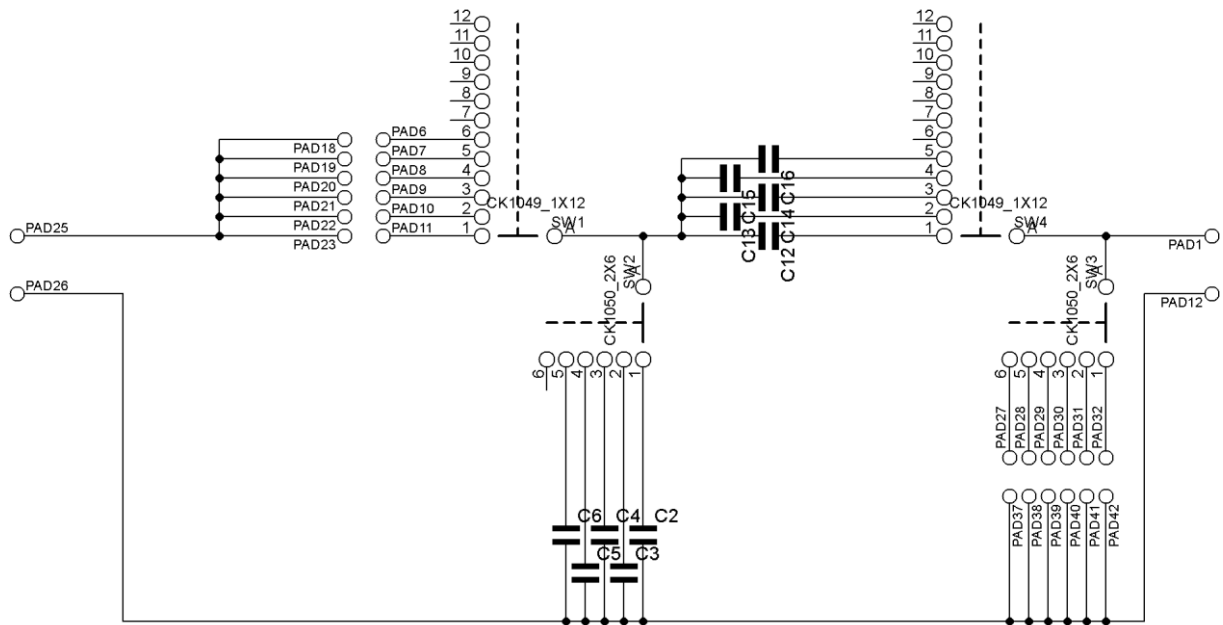 12
11
10
9
8
7
6
5
4
3
2
1
PAD6
PAD7
PAD8
PAD9
PAD10
PAD11
PAD18
PAD19
PAD20
PAD21
PAD22
PAD23
PAD25
PAD26
CK1049_1X12
SW1
A
12
11
10
9
8
7
6
5
4
3
2
1
C16
C15
C14
C13
C12
CK1049_1X12
SW4
A
PAD1
PAD12
CK1050_2X6
SW2
A
6
5
4
3
2
1
C6
C4
C2
C5
C3
CK1050_2X6
SW3
A
6
5
4
3
2
1
PAD27
PAD28
PAD29
PAD30
PAD31
PAD32
PAD37
PAD38
PAD39
PAD40
PAD41
PAD42